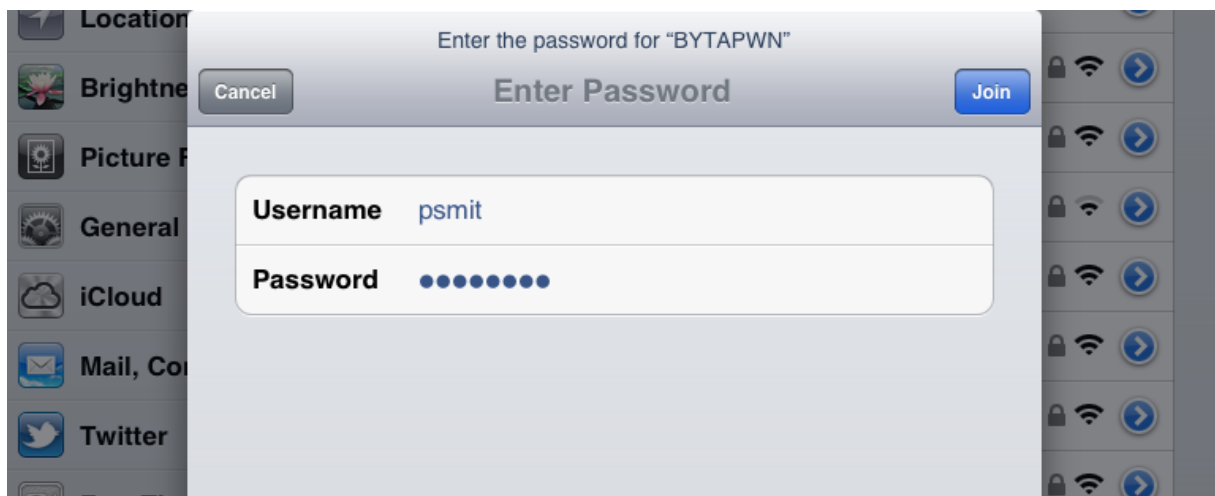 Location
Enter the password for “BYTAPWN”
Cancel
Enter Password
Join
Brightne
Picture F
Username psmit
General
Password ●●●●●●●●
iCloud
Mail, Con
Twitter